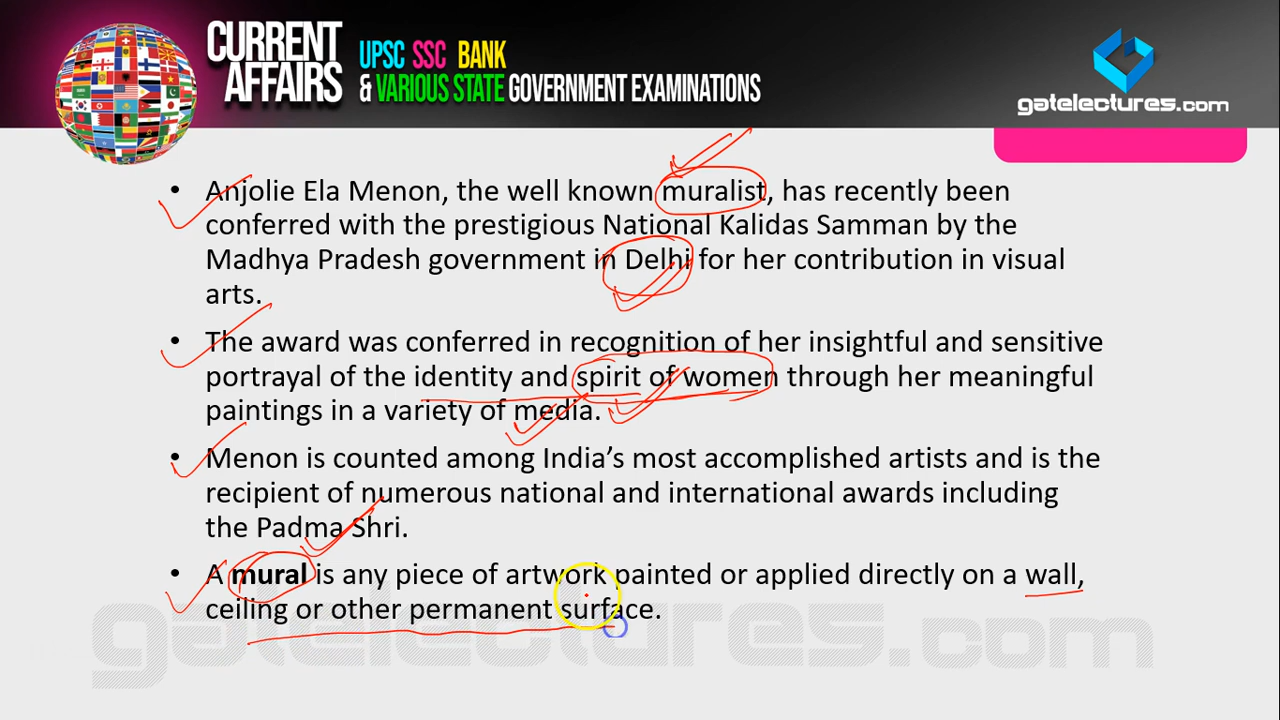 CURRENT
AFFAIRS
UPSC SSC BANK
& VARIOUS STATE GOVERNMENT EXAMINATIONS
gatelectures.com
• Anjolie Ela Menon, the well known muralist, has recently been
conferred with the prestigious National Kalidas Samman by the
Madhya Pradesh government in Delhi for her contribution in visual
arts.
• The award was conferred in recognition of her insightful and sensitive
portrayal of the identity and spirit of women through her meaningful
paintings in a variety of media.
• Menon is counted among India’s most accomplished artists and is the
recipient of numerous national and international awards including
the Padma Shri.
• A mural is any piece of artwork painted or applied directly on a wall,
ceiling or other permanent surface.
gatelectures.com